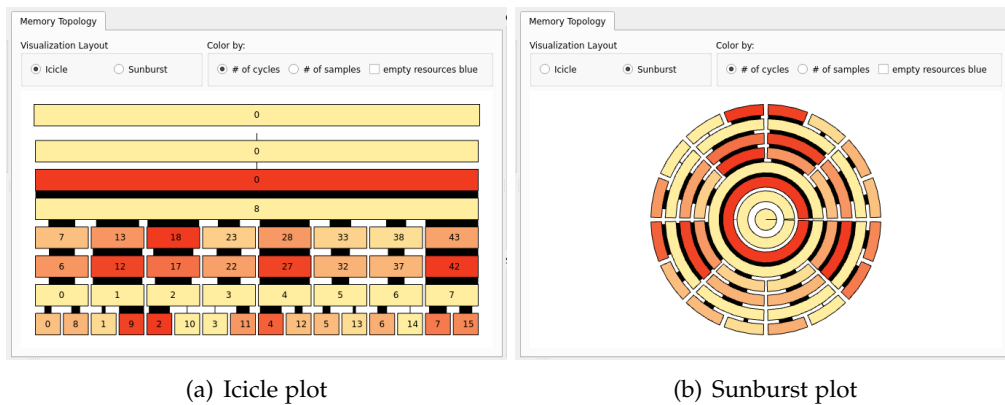 Memory Topology
Visualization Layout
Color by:
Icicle
Sunburst
# of cycles
# of samples
empty resources blue
0
0
0
8
7 13 18 23 28 33 38 43
6 12 17 22 27 32 37 42
0 1 2 3 4 5 6 7
0 8 1 9 2 10 3 11 4 12 5 13 6 14 7 15
(a) Icicle plot
Memory Topology
Visualization Layout
Color by:
Icicle
Sunburst
# of cycles
# of samples
empty resources blue
(b) Sunburst plot